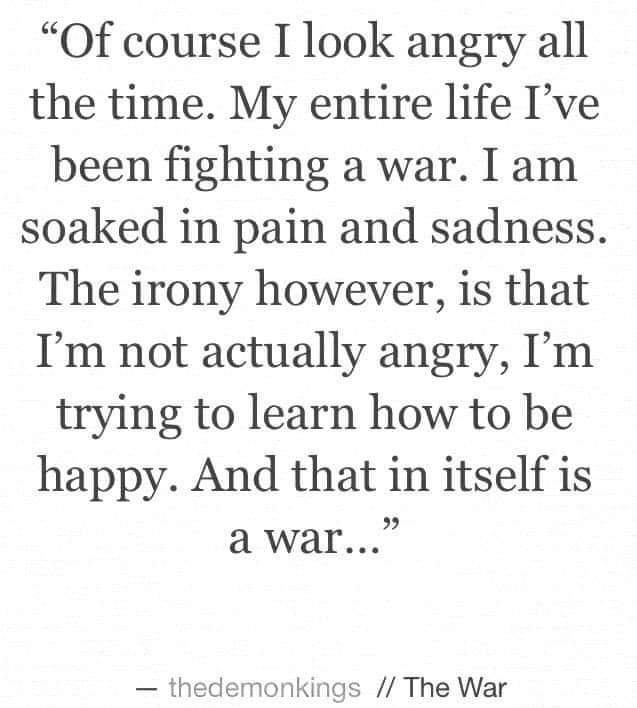 “Of course I look angry all
the time. My entire life I’ve
been fighting a war. I am
soaked in pain and sadness.
The irony however, is that
I’m not actually angry, I’m
trying to learn how to be
happy. And that in itself is
a war...”
— thedemonkings // The War